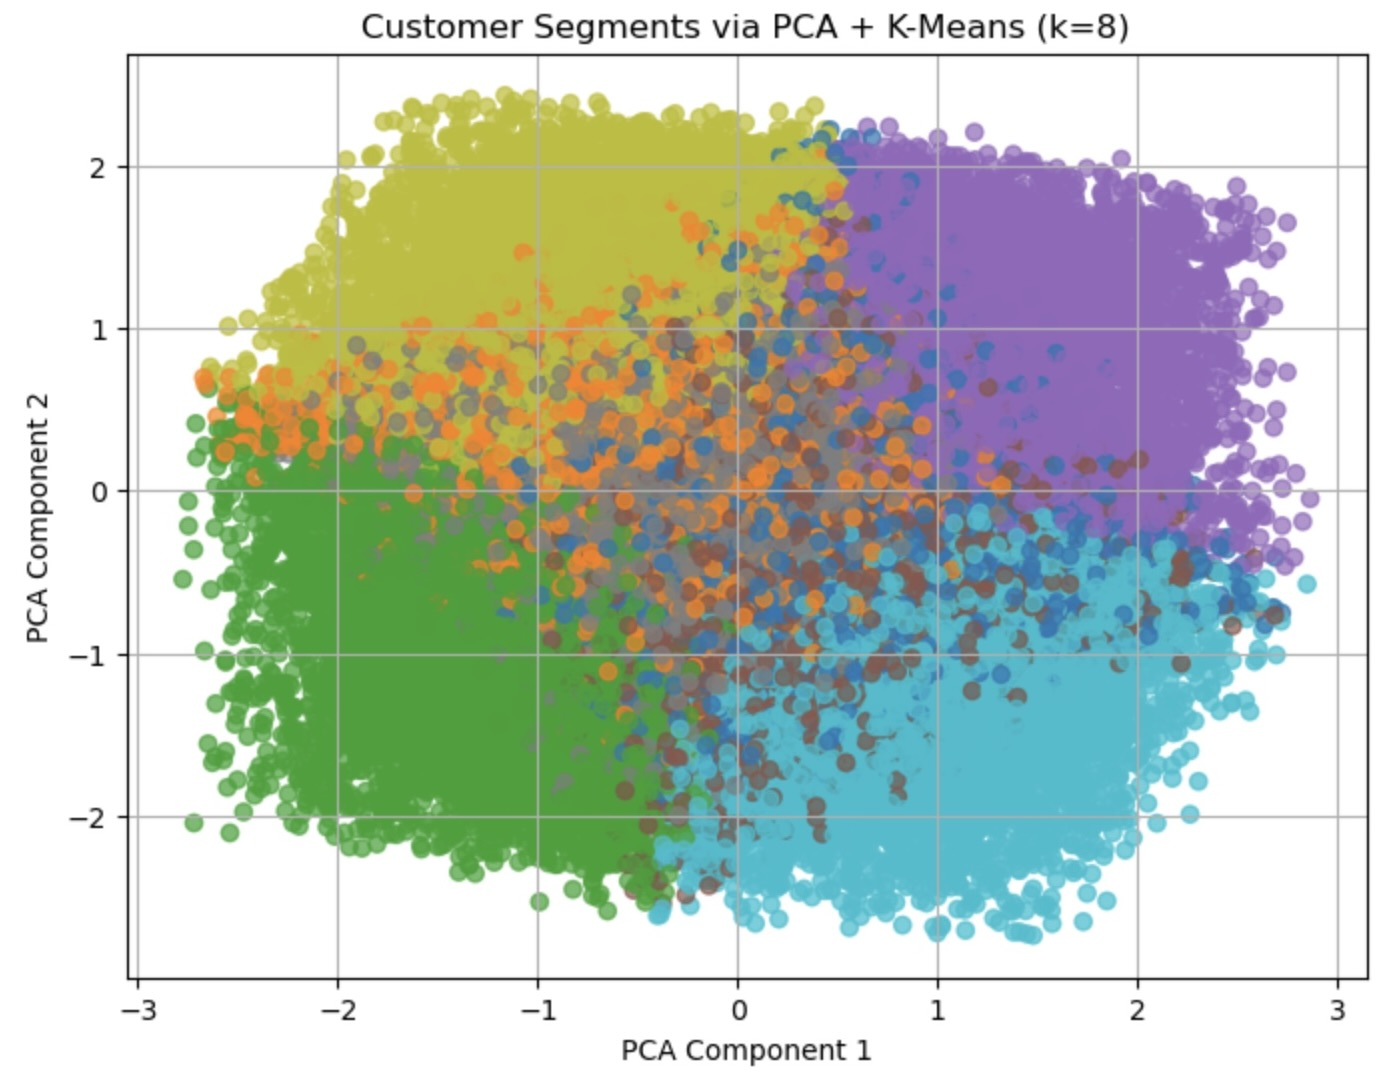 Customer Segments via PCA + K-Means (k=8)
PCA Component 2
2
1
0
−1
−2
−3 −2 −1 0 1 2 3
PCA Component 1